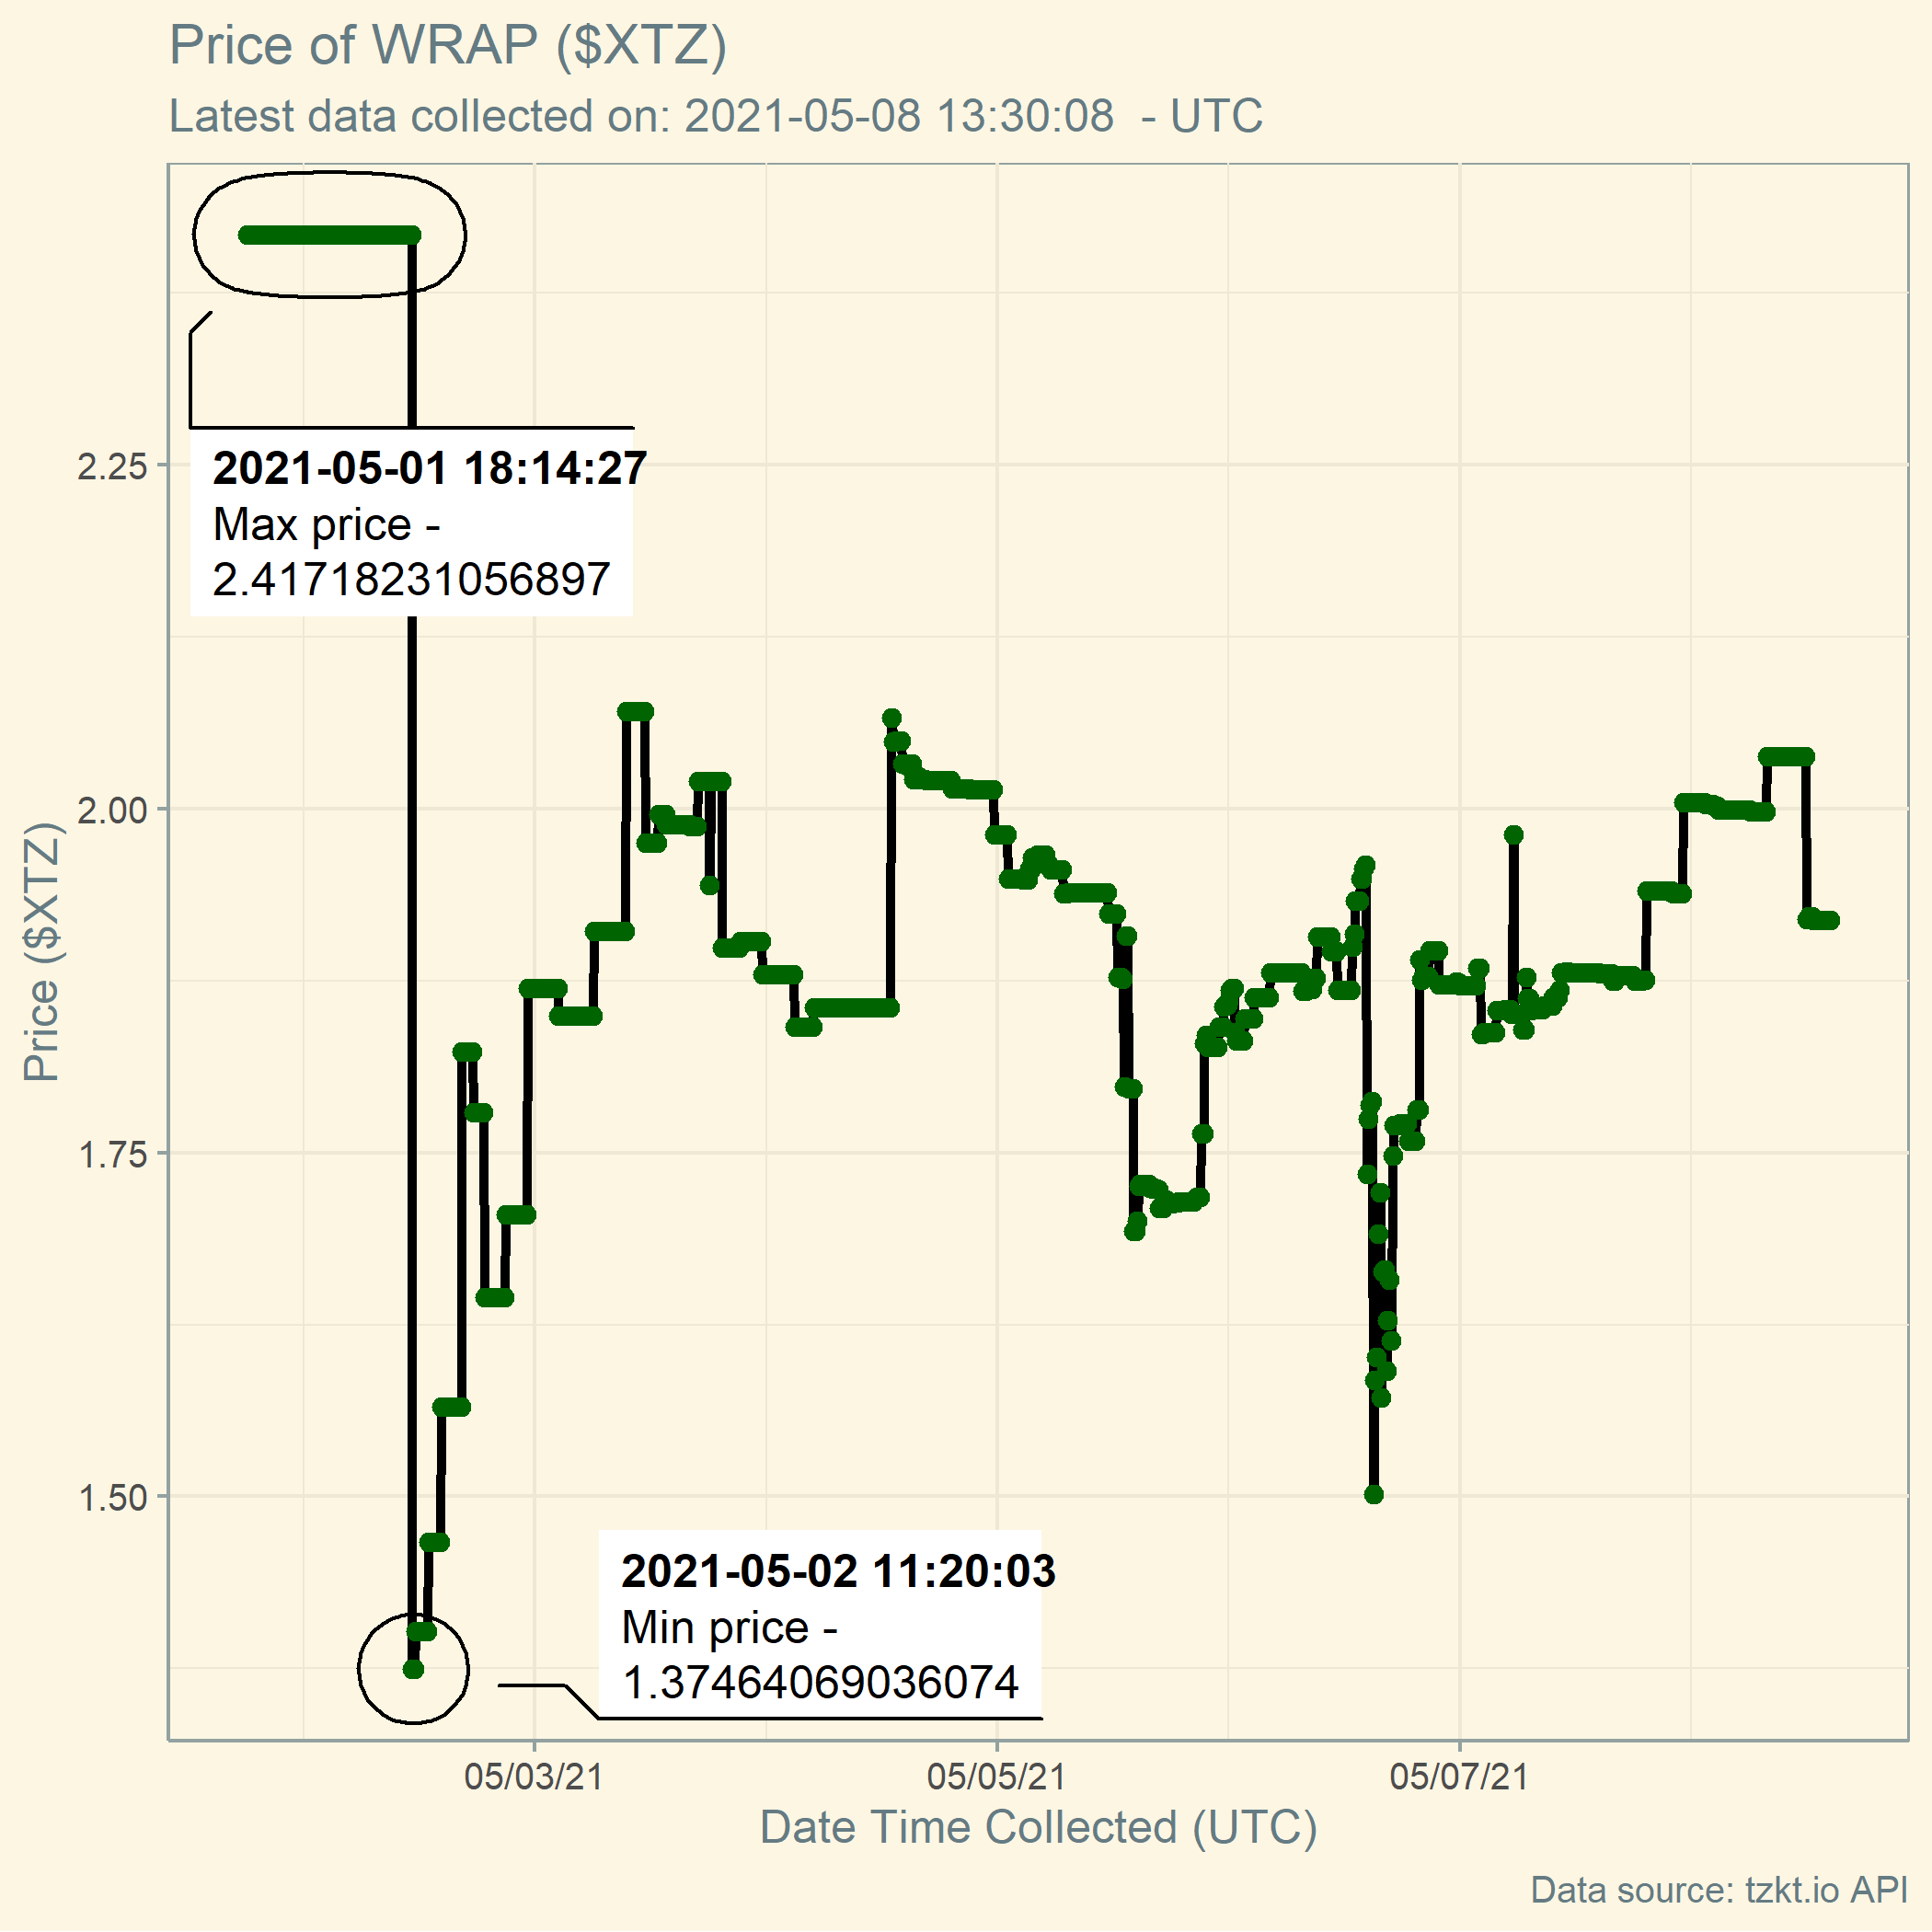 Price of WRAP ($XTZ)
Latest data collected on: 2021-05-08 13:30:08  - UTC
2021-05-01 18:14:27
Max price -
2.41718231056897
2021-05-02 11:20:03
Min price -
1.37464069036074
Price ($XTZ)
2.25
2.00
1.75
1.50
05/03/21
05/05/21
05/07/21
Date Time Collected (UTC)
Data source: tzkt.io API